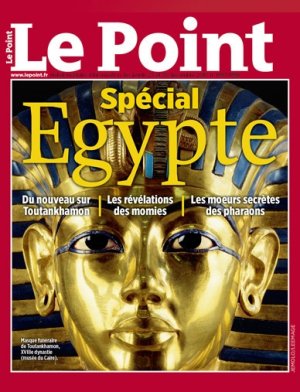 Le Point
Le Point
www.lepoint.fr
Spécial
Egypte
Du nouveau sur
Toutankhamon
Les révélations
des momies
Les moeurs secrètes
des pharaons
Masque funéraire
de Toutankhamon,
XVIIIe dynastie
(musée du Caire).